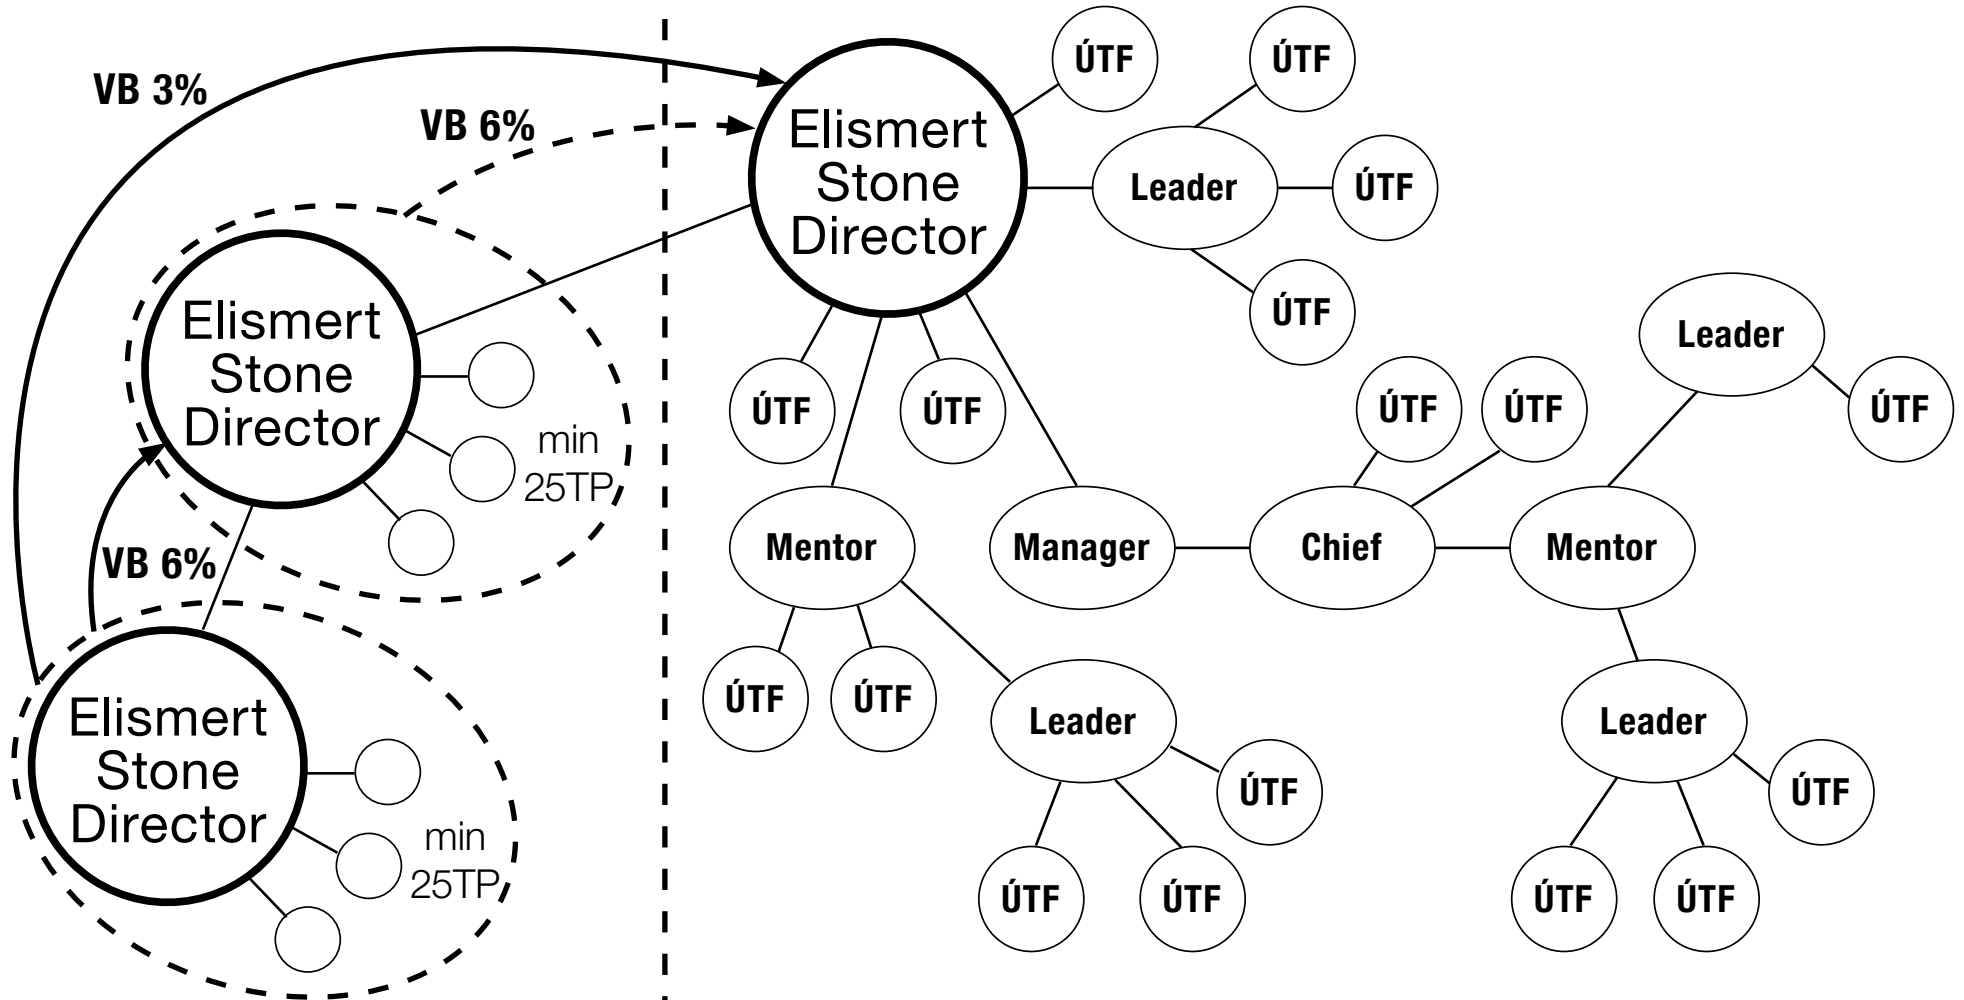 VB 3%
VB 6%
Elismert
Stone
Director
min
25TP
VB 6%
Elismert
Stone
Director
min
25TP
Elismert
Stone
Director
ÚTF
ÚTF
Leader
ÚTF
ÚTF
ÚTF
ÚTF
Leader
ÚTF
ÚTF
ÚTF
Mentor
Manager
Chief
Mentor
ÚTF
ÚTF
Leader
ÚTF
ÚTF
ÚTF
Leader
ÚTF
ÚTF
ÚTF